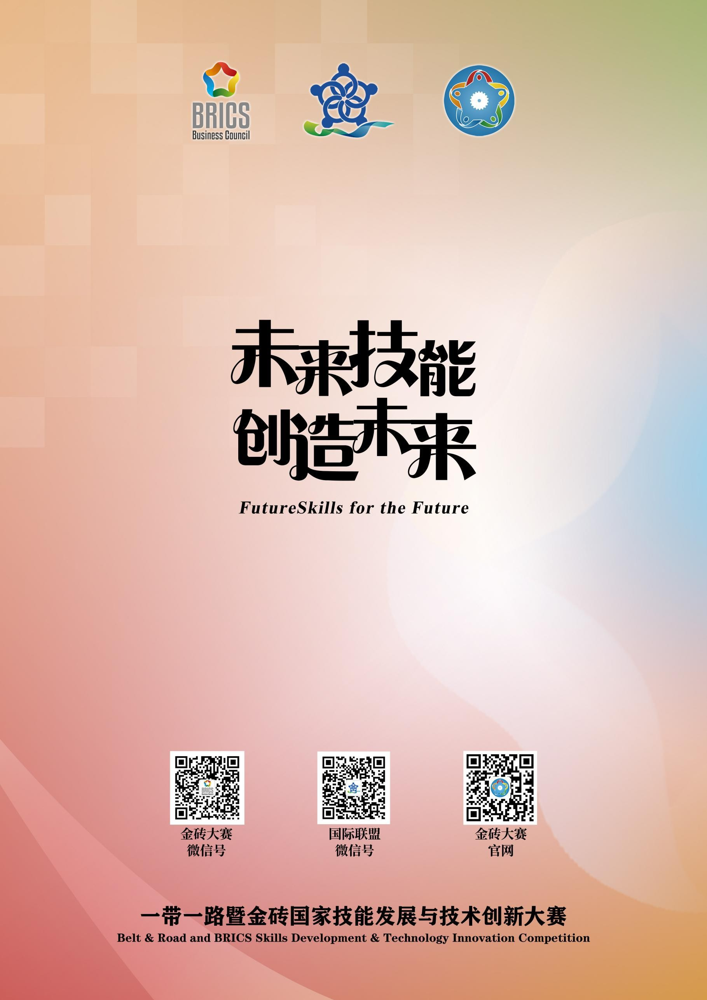 BRICS
Business Council
未来技能
创造未来
FutureSkills for the Future
BRICS
Business Council
金砖大赛
微信号
国际联盟
微信号
金砖大赛
官网
一带一路暨金砖国家技能发展与技术创新大赛
Belt & Road and BRICS Skills Development & Technology Innovation Competition